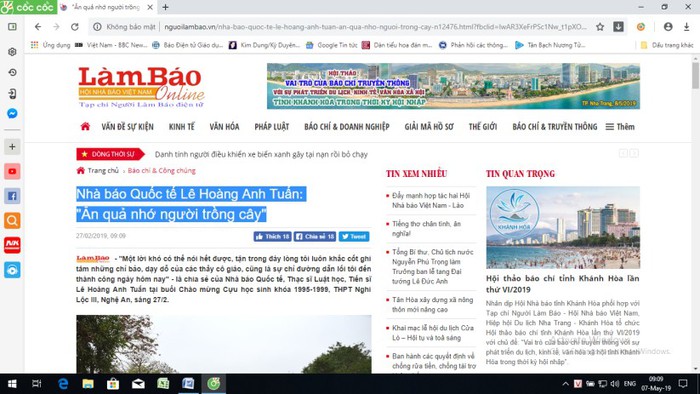 cốc cốc
"Ăn quả nhớ người trồng
Không bảo mật
nguoilambao.vn/nha-bao-quoc-te-le-hoang-anh-tuan-an-qua-nho-nguoi-trong-cay-n12476.html?fbclid=IwAR3XeFrPSc1Nw_t1pXO...
Ứng dụng
Việt Nam - BBC New...
Báo Điện tử Giáo dụ...
Kim Dung/Kỳ Duyên...
Google Tiếng Việt
Google Dịch
Dân tiểu hoa đán m...
Phản hồi các thông...
Tản Bạch Nương Tử...
Dấu trang khác
LàmBáo
HỘI NHÀ BÁO VIỆT NAM
Online
Tạp chí Người Làm Báo điện tử
HỘI THẢO
VAI TRÒ CỦA BÁO CHÍ TRUYỀN THÔNG
VỚI SỰ PHÁT TRIỂN DU LỊCH, KINH TẾ, VĂN HÓA XÃ HỘI
TỈNH KHÁNH HÒA TRONG THỜI KỲ HỘI NHẬP
TP Nha Trang, 8/5/2019
VẤN ĐỀ SỰ KIỆN
KINH TẾ
VĂN HÓA
PHÁP LUẬT
BÁO CHÍ & DOANH NGHIỆP
GIẢI MÃ HỒ SƠ
THẾ GIỚI
BÁO CHÍ & TRUYỀN THÔNG
Thêm
DÒNG THỜI SỰ
Danh tính người điều khiển xe biển xanh gây tai nạn rồi bỏ chạy
Trang chủ › Báo chí & Công chúng
Nhà báo Quốc tế Lê Hoàng Anh Tuấn:
"Ăn quả nhớ người trồng cây"
27/02/2019, 09:09
Thích 18
Chia sẻ 18
Tweet
LàmBáo - "Một lời khó có thể nói hết được, tận trong đáy lòng tôi luôn khắc cốt ghi
tâm những chỉ bảo, dạy dỗ của các thầy cô giáo, cũng là sự chỉ đường dẫn lối tôi đến
thành công ngày hôm nay" - là chia sẻ của Nhà báo Quốc tế, Thạc sĩ Luật học, Tiến sĩ
Lê Hoàng Anh Tuấn tại buổi Chào mừng Cựu học sinh khóa 1995-1999, THPT Nghi
Lộc III, Nghệ An, sáng 27/2.
TIN XEM NHIỀU
Đẩy mạnh hợp tác hai Hội
Nhà báo Việt Nam - Lào
Tiếng thơ chân tình, ân
nghĩa!
Tổng Bí thư, Chủ tịch nước
Nguyễn Phú Trọng làm
Trưởng ban lễ tang Đại
tướng Lê Đức Anh
Tân Hòa xây dựng xã nông
thôn mới nâng cao
Khai mạc lễ hội du lịch Cửa
Lò – Hội tụ và tỏa sáng
Ban hành các quyết định về
chống rửa tiền, chống tài trợ
TIN QUAN TRỌNG
KHÁNH HÒA
Hội thảo báo chí tỉnh Khánh Hòa lần
thứ VI/2019
Nhân dịp Hội Nhà báo tỉnh Khánh Hòa phối hợp với
Tạp chí Người Làm Báo - Hội Nhà báo Việt Nam,
Hiệp hội Du lịch Nha Trang - Khánh Hòa tổ chức
Hội thảo báo chí tỉnh Khánh Hòa lần thứ VI/2019
với chủ đề: "Vai trò của báo chí truyền thông với sự
phát triển du lịch, kinh tế, văn hóa xã hội tỉnh Khánh
Hòa trong thời kỳ hội nhập".
ENG
09:09
07-May-19